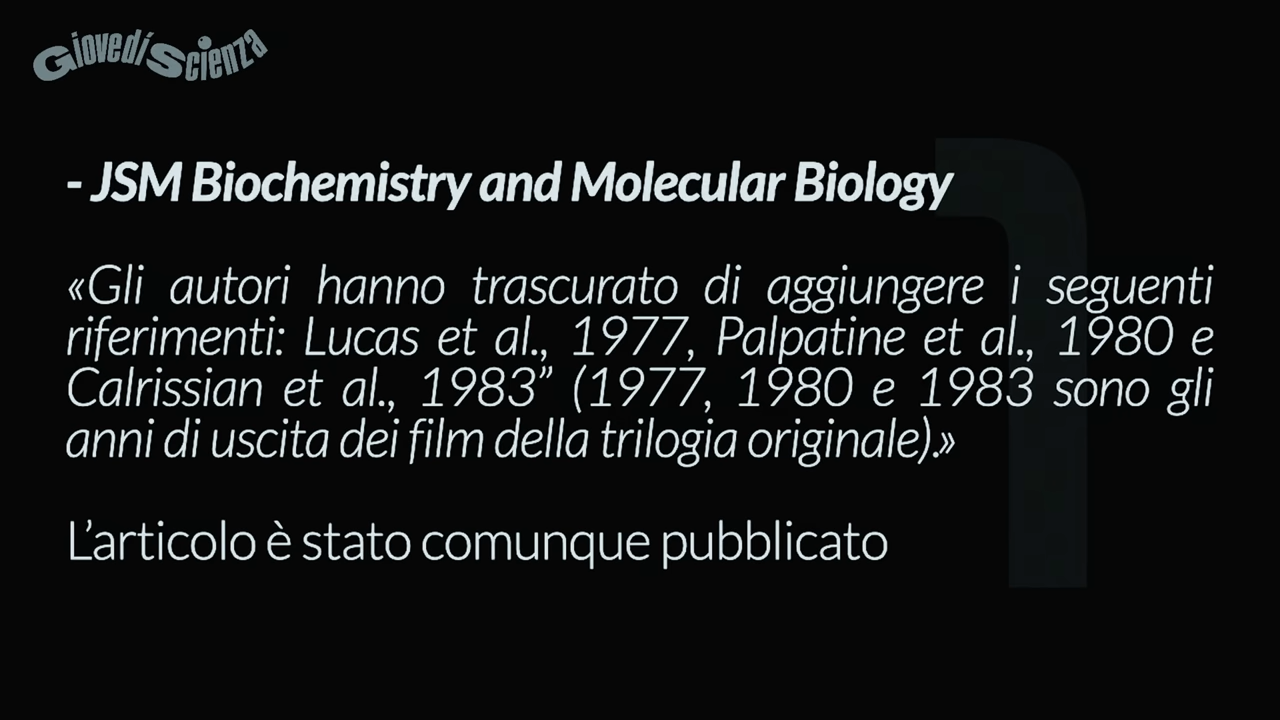 GiovedìScienza
- JSM Biochemistry and Molecular Biology
«Gli autori hanno trascurato di aggiungere i seguenti
riferimenti: Lucas et al., 1977, Palpatine et al., 1980 e
Calrissian et al., 1983” (1977, 1980 e 1983 sono gli
anni di uscita dei film della trilogia originale).»
L’articolo è stato comunque pubblicato